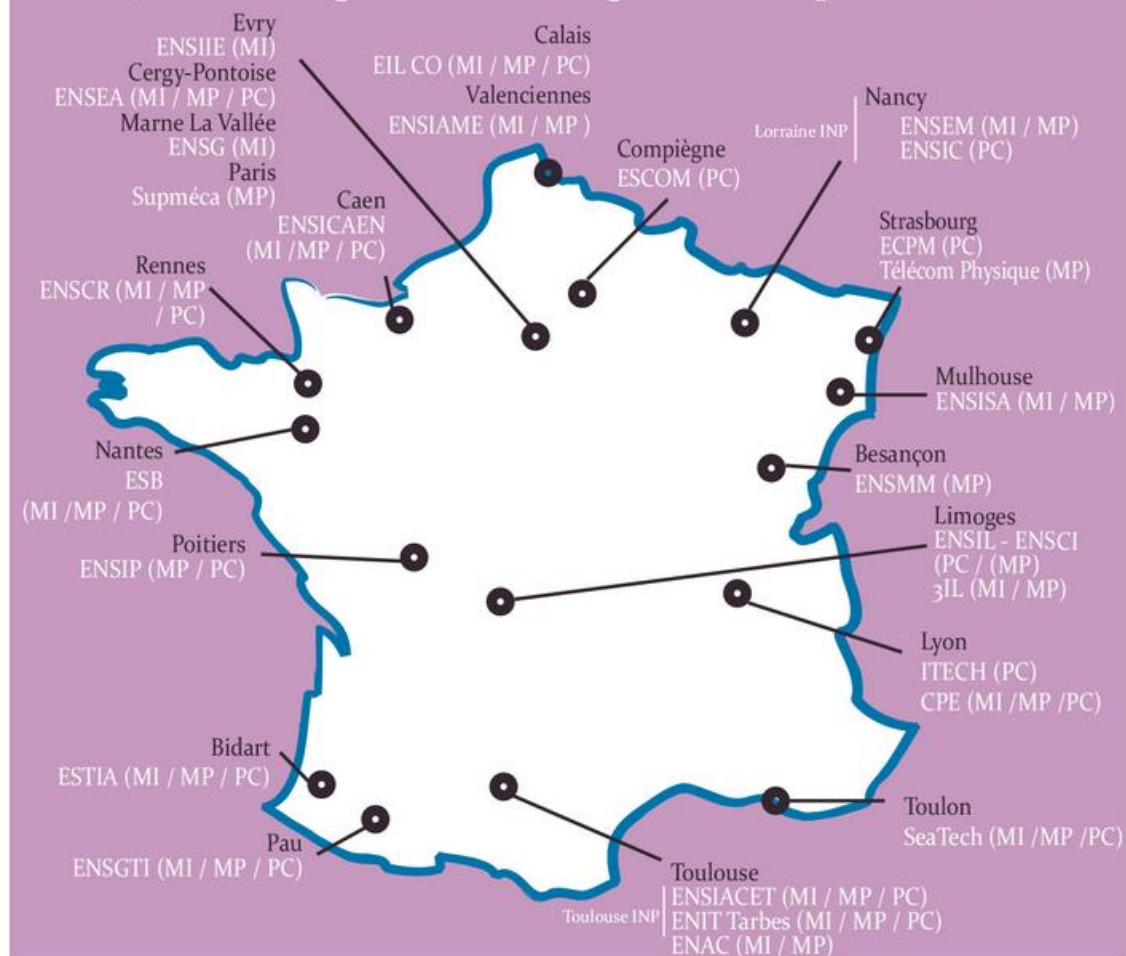 Evry
ENSIIE (MI)
Cergy-Pontoise
ENSEA (MI / MP / PC)
Marne La Vallée
ENSG (MI)
Paris
Supméca (MP)
Calais
EIL CO (MI / MP / PC)
Valenciennes
ENSIAME (MI / MP )
Compiègne
ESCOM (PC)
Lorraine INP
Nancy
ENSEM (MI / MP)
ENSIC (PC)
Caen
ENSICAEN
(MI /MP / PC)
Strasbourg
ECPM (PC)
Télécom Physique (MP)
Rennes
ENSCR (MI / MP
/ PC)
Mulhouse
ENSISA (MI / MP)
Nantes
ESB
(MI /MP / PC)
Besançon
ENSMM (MP)
Limoges
ENSIL - ENSCI
(PC / (MP)
3IL (MI / MP)
Poitiers
ENSIP (MP / PC)
Lyon
ITECH (PC)
CPE (MI /MP /PC)
Bidart
ESTIA (MI / MP / PC)
Toulon
SeaTech (MI /MP /PC)
Pau
ENSGTI (MI / MP / PC)
Toulouse
Toulouse INP
ENSIACET (MI / MP / PC)
ENIT Tarbes (MI / MP / PC)
ENAC (MI / MP)